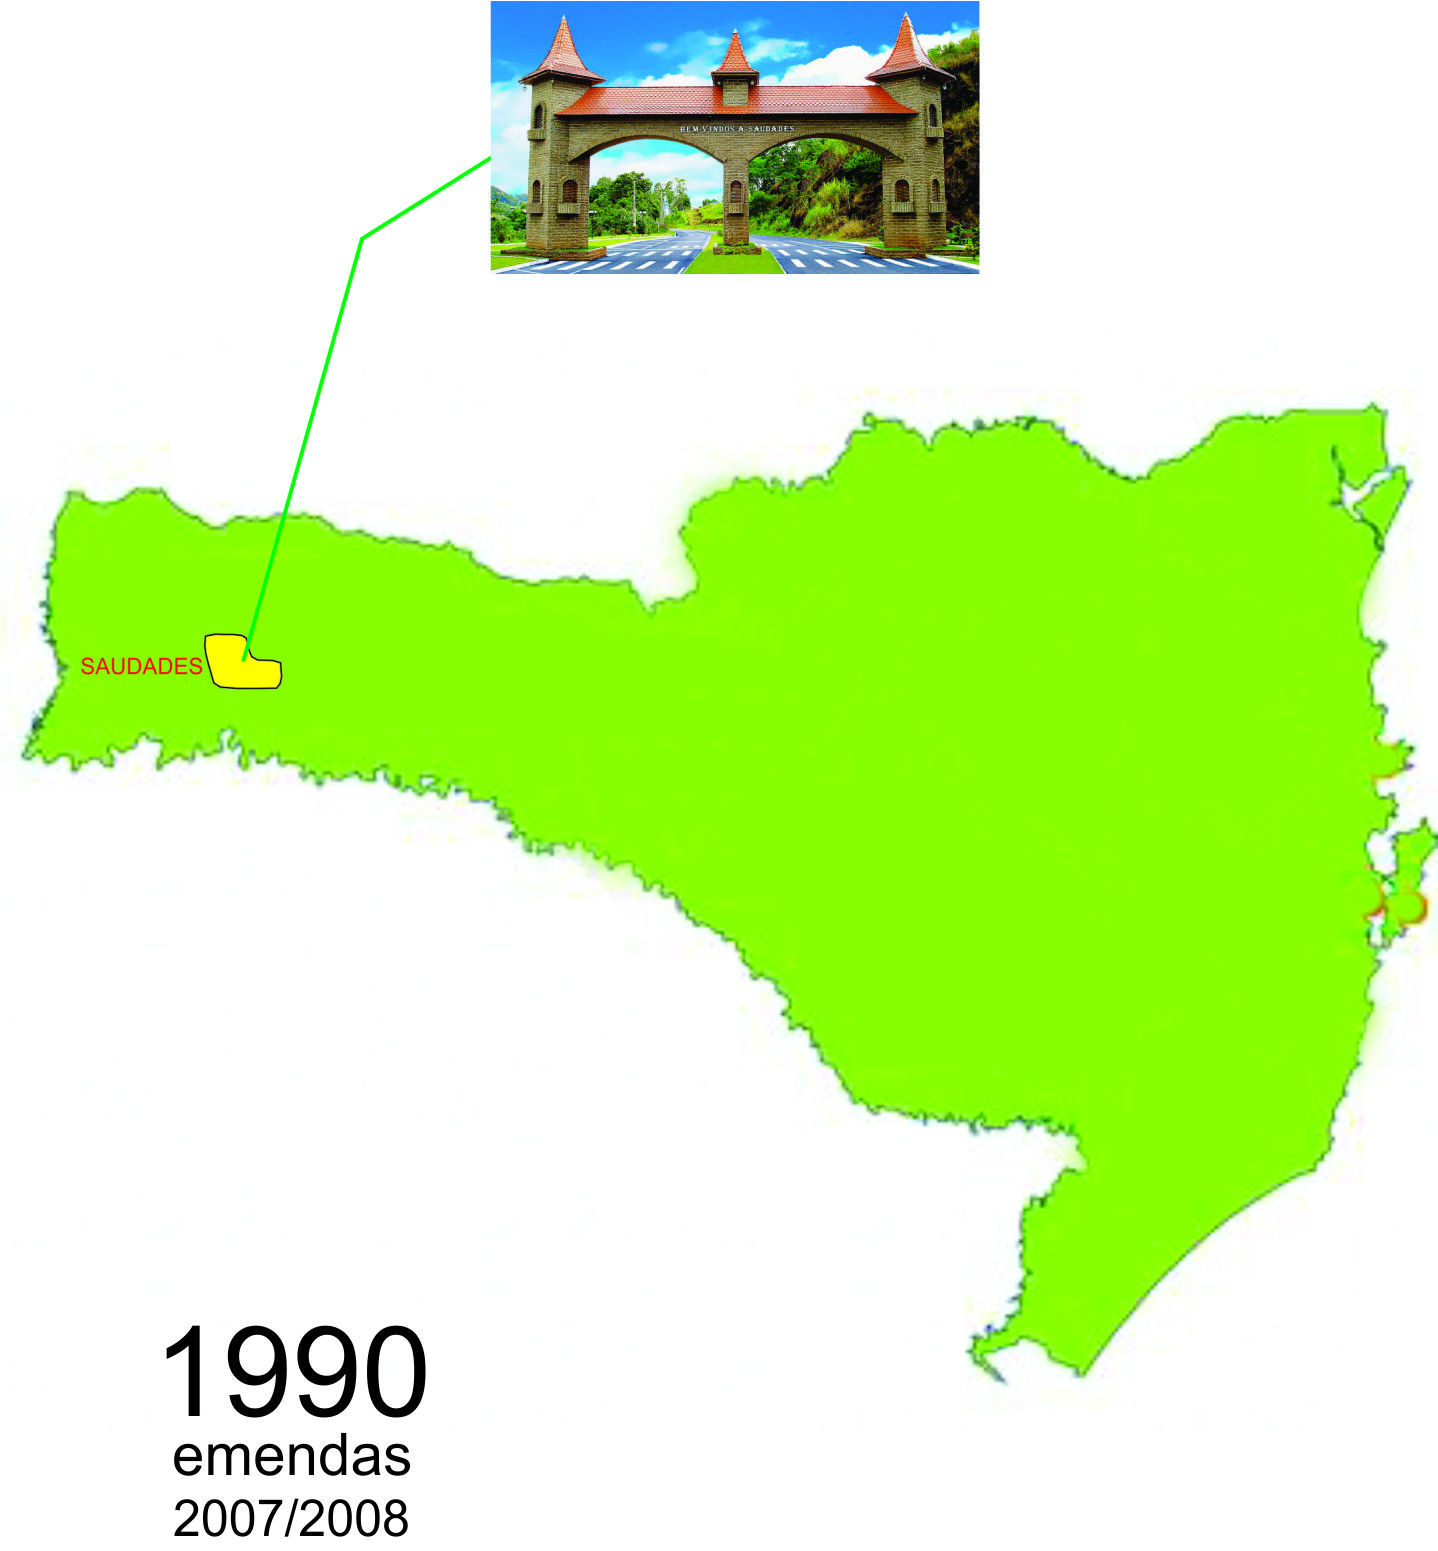 BEM VINDOS A SAUDADES
SAUDADES
1990
emendas
2007/2008